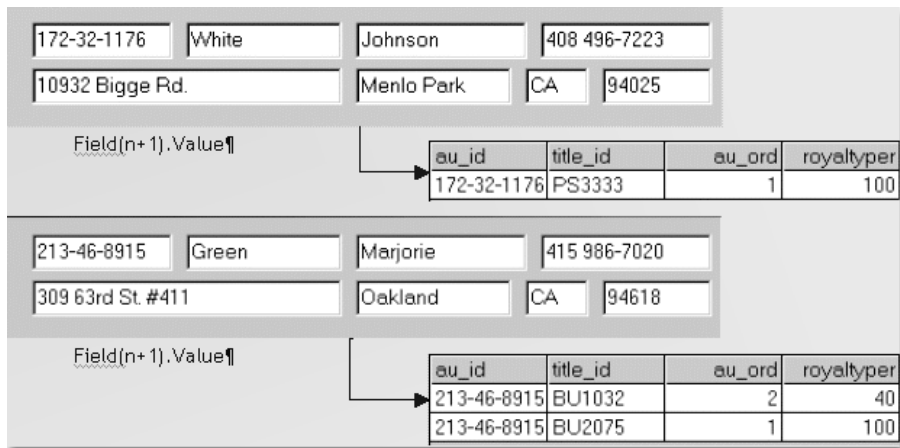 172-32-1176 White Johnson 408 496-7223
10932 Bigge Rd. Menlo Park CA 94025
Field(n+1).Value¶
au_id title_id au_ord royaltyper
172-32-1176 PS3333 1 100
213-46-8915 Green Marjorie 415 986-7020
309 63rd St. #411 Oakland CA 94618
Field(n+1).Value¶
au_id title_id au_ord royaltyper
213-46-8915 BU1032 2 40
213-46-8915 BU2075 1 100